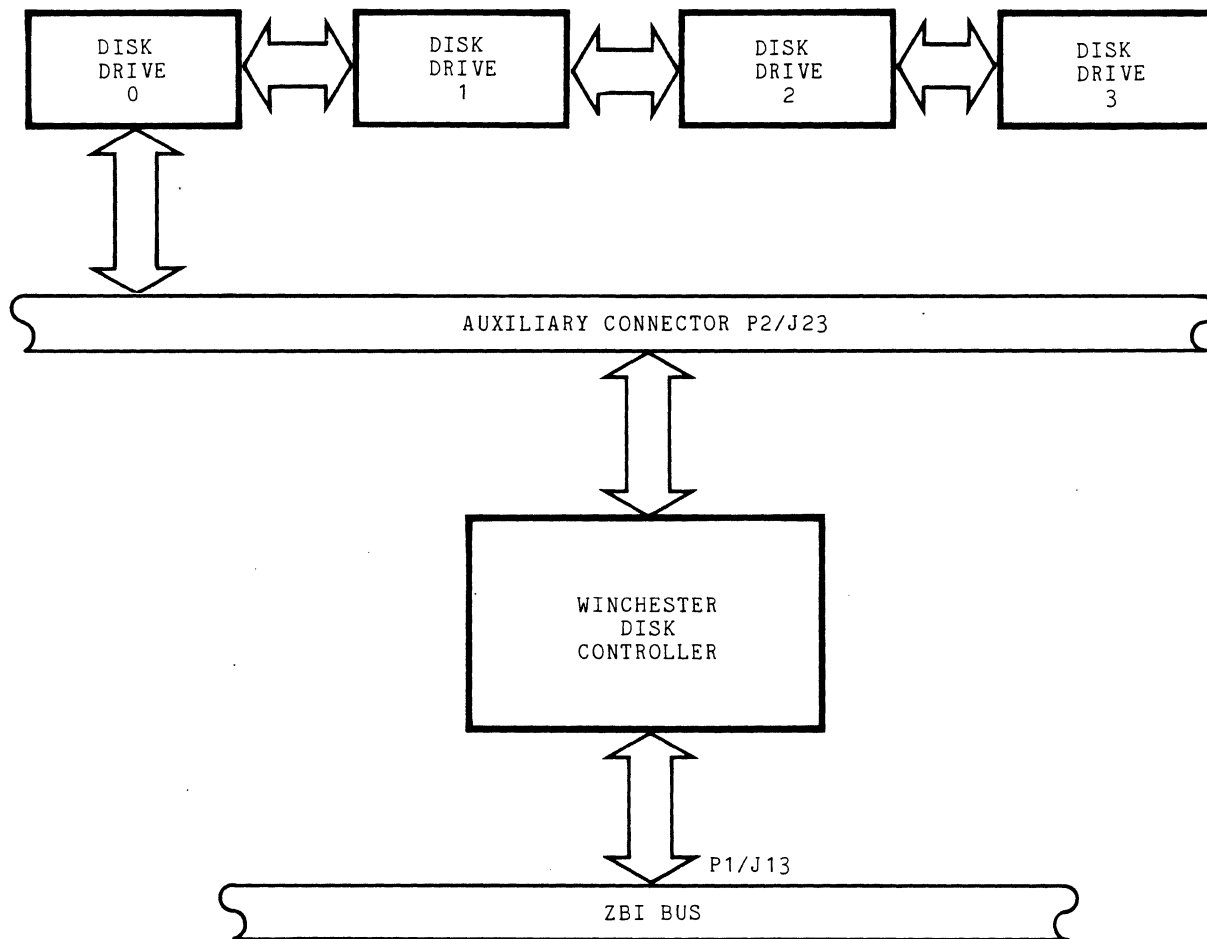 DISK
DRIVE
0
DISK
DRIVE
1
DISK
DRIVE
2
DISK
DRIVE
3
AUXILIARY CONNECTOR P2/J23
WINCHESTER
DISK
CONTROLLER
P1/J13
ZBI BUS